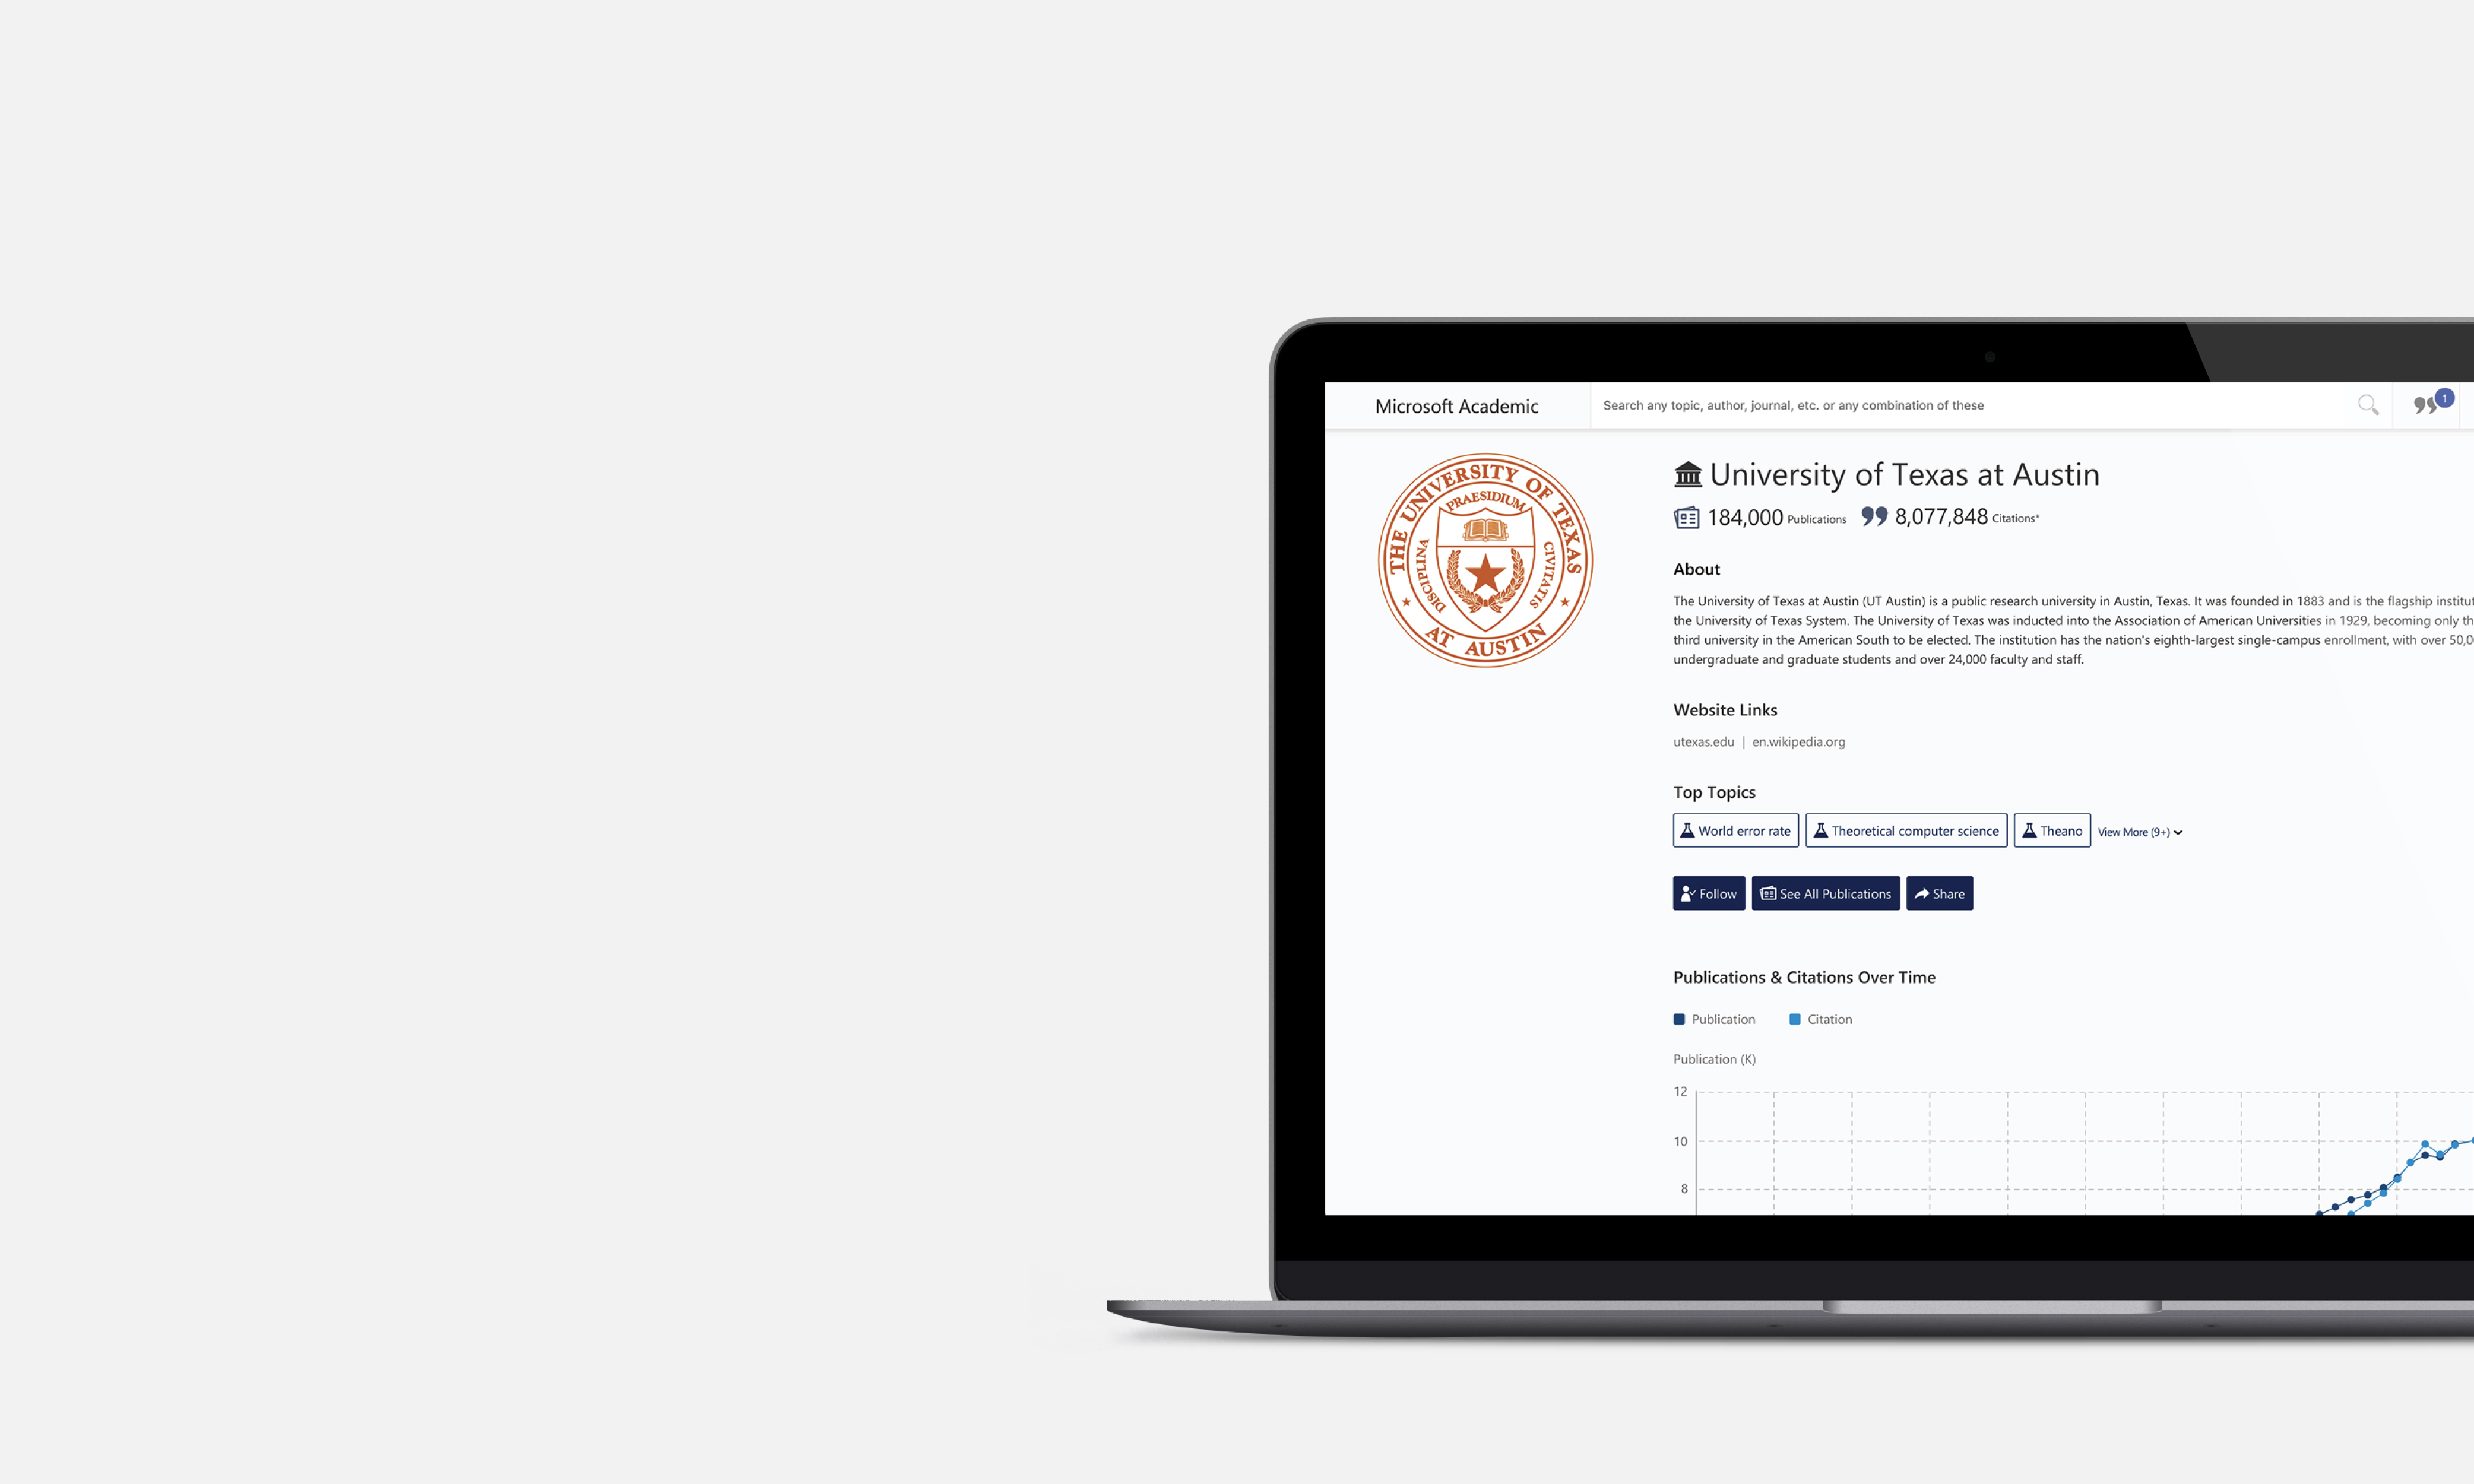 Microsoft Academic
Search any topic, author, journal, etc. or any combination of these
1
THE UNIVERSITY OF TEXAS
AT AUSTIN
PRAESIDIUM
DISCIPLINA
CIVITATIS
University of Texas at Austin
184,000 Publications 8,077,848 Citations*
About
The University of Texas at Austin (UT Austin) is a public research university in Austin, Texas. It was founded in 1883 and is the flagship institut
the University of Texas System. The University of Texas was inducted into the Association of American Universities in 1929, becoming only th
third university in the American South to be elected. The institution has the nation's eighth-largest single-campus enrollment, with over 50,0
undergraduate and graduate students and over 24,000 faculty and staff.
Website Links
utexas.edu | en.wikipedia.org
Top Topics
World error rate Theoretical computer science Theano View More (9+)
Follow See All Publications Share
Publications & Citations Over Time
Publication Citation
Publication (K)
12
10
8